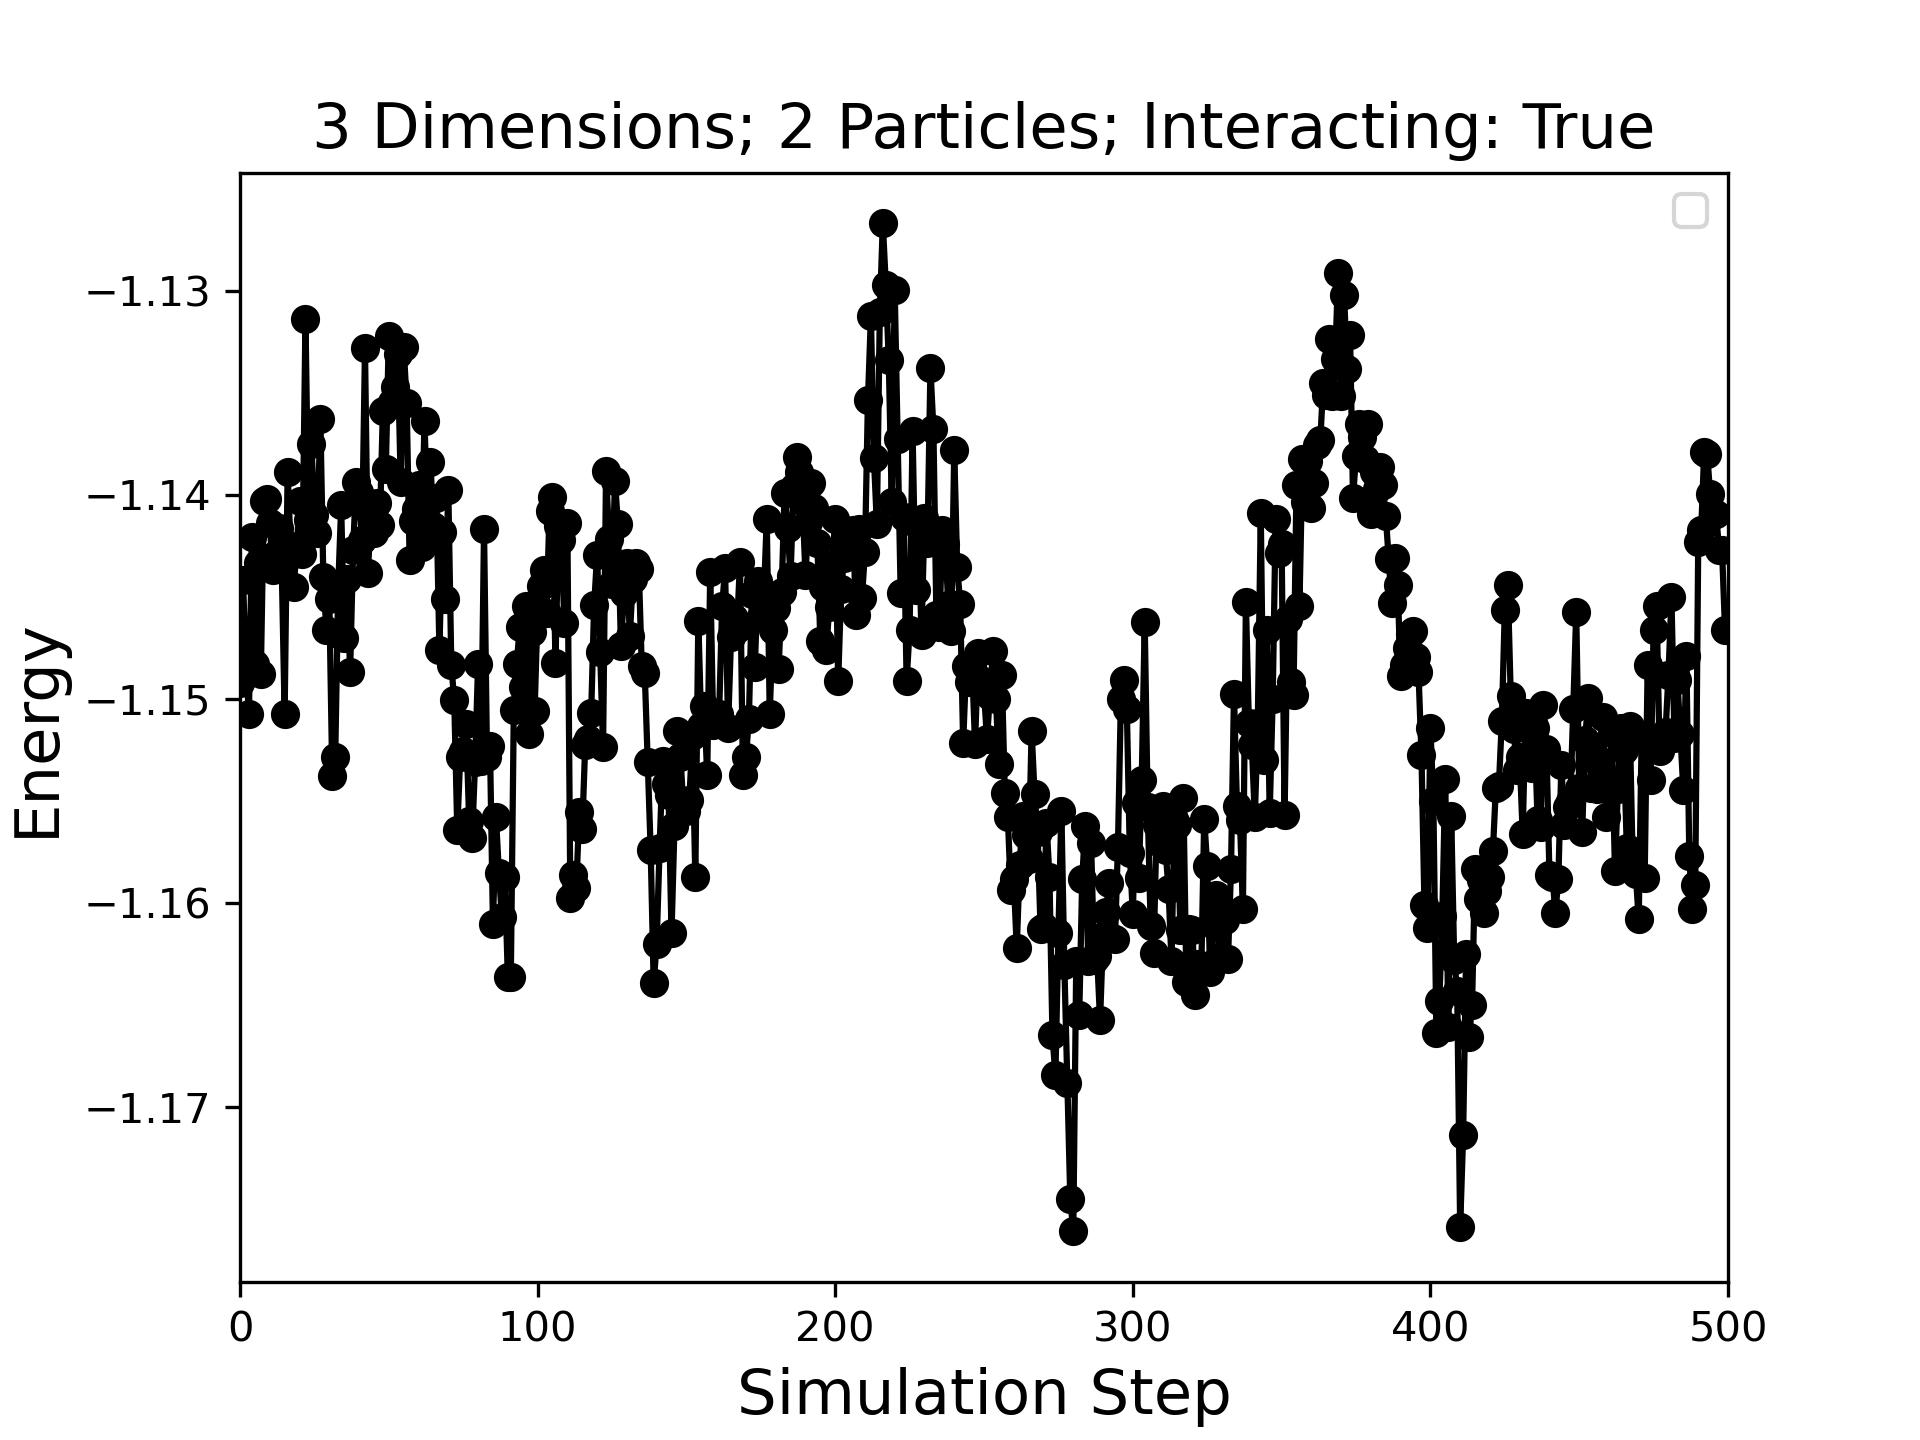 3 Dimensions; 2 Particles; Interacting: True
Energy
−1.13
−1.14
−1.15
−1.16
−1.17
0 100 200 300 400 500
Simulation Step